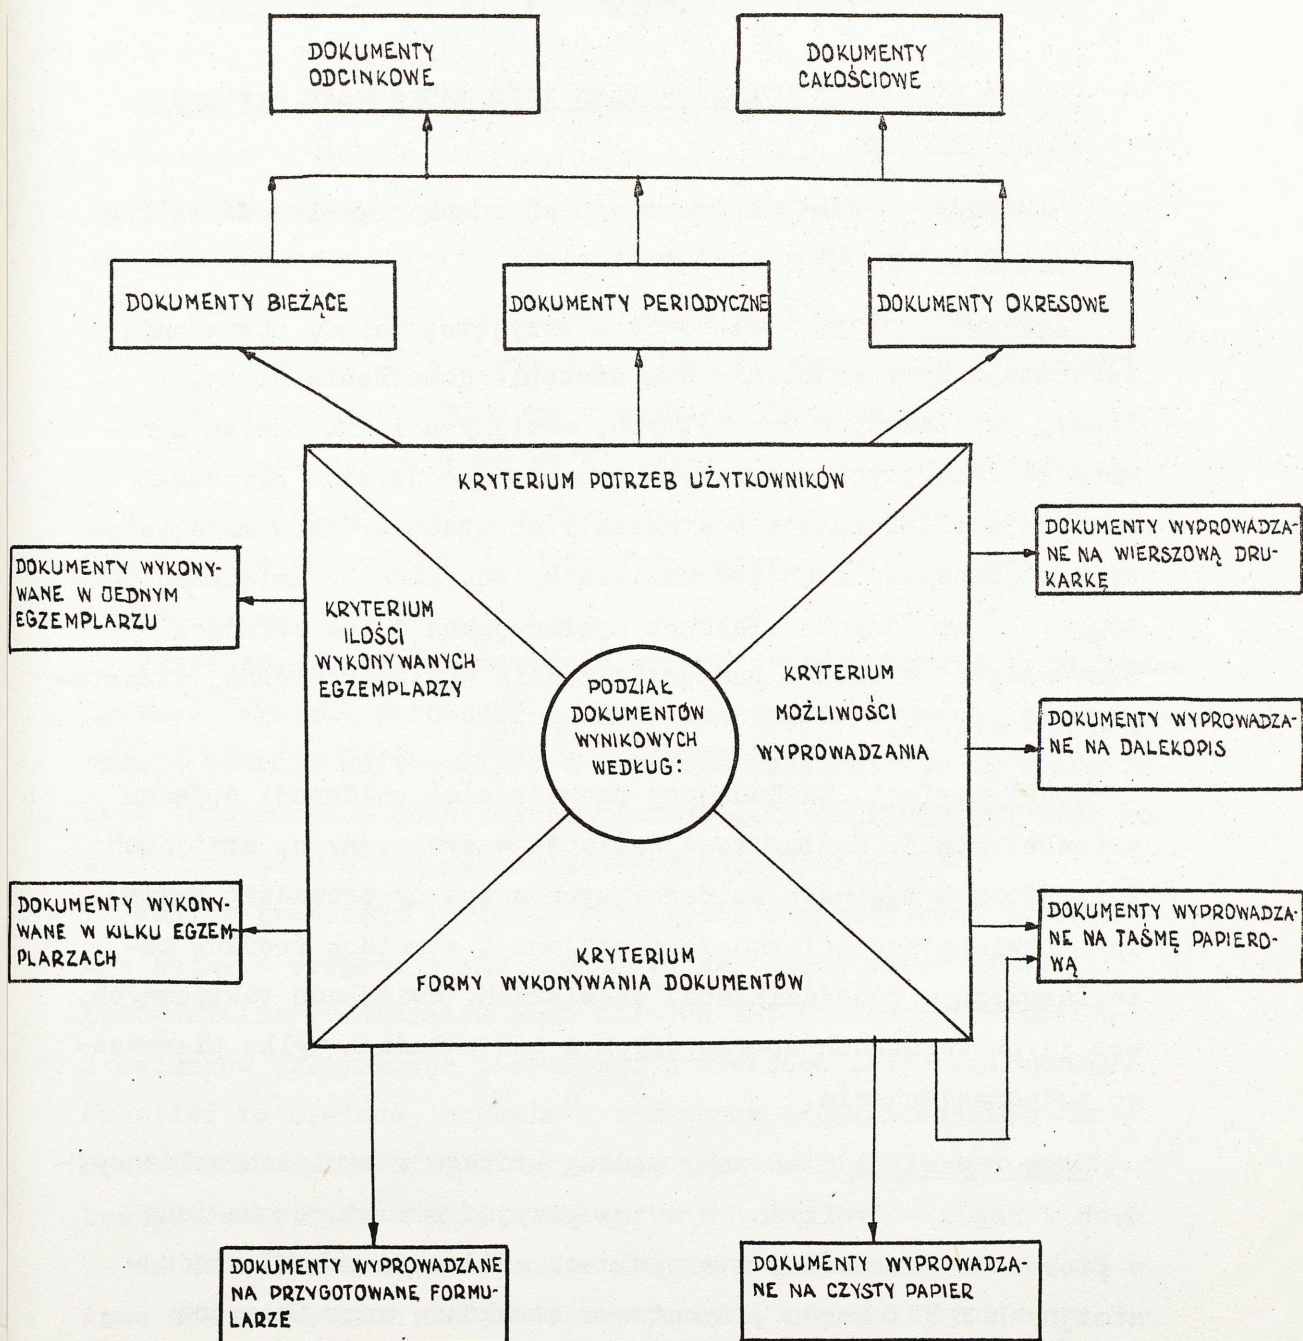 DOKUMENTY
ODCINKOWE
DOKUMENTY
CAŁOŚCIOWE
DOKUMENTY BIEŻĄCE
DOKUMENTY PERIODYCZNE
DOKUMENTY OKRESOWE
KRYTERIUM POTRZEB UŻYTKOWNIKÓW
DOKUMENTY WYKONY-
WANE W JEDNYM
EGZEMPLARZU
KRYTERIUM
ILOŚCI
WYKONYWANYCH
EGZEMPLARZY
PODZIAŁ
DOKUMENTÓW
WYNIKOWYCH
WEDŁUG:
KRYTERIUM
MOŻLIWOŚCI
WYPROWADZANIA
DOKUMENTY WYPROWADZA-
NE NA WIERSZOWĄ DRU-
KARKĘ
DOKUMENTY WYPROWADZA-
NE NA DALEKOPIS
DOKUMENTY WYKONY-
WANE W KILKU EGZEM
PLARZACH
KRYTERIUM
FORMY WYKONYWANIA DOKUMENTÓW
DOKUMENTY WYPROWADZA-
NE NA TAŚMĘ PAPIERO-
WĄ
DOKUMENTY WYPROWADZANE
NA PRZYGOTOWANE FORMU-
LARZE
DOKUMENTY WYPROWADZA-
NE NA CZYSTY PAPIER